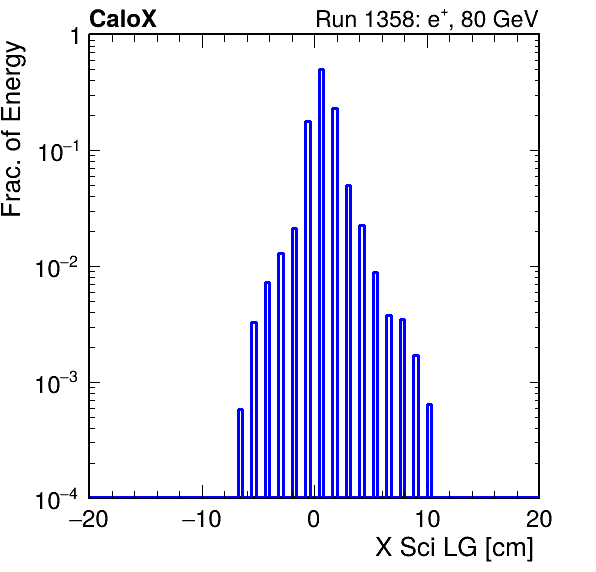 CaloX Run 1358: e⁺, 80 GeV
Frac. of Energy
1
10⁻¹
10⁻²
10⁻³
10⁻⁴
−20 −10 0 10 20
X Sci LG [cm]